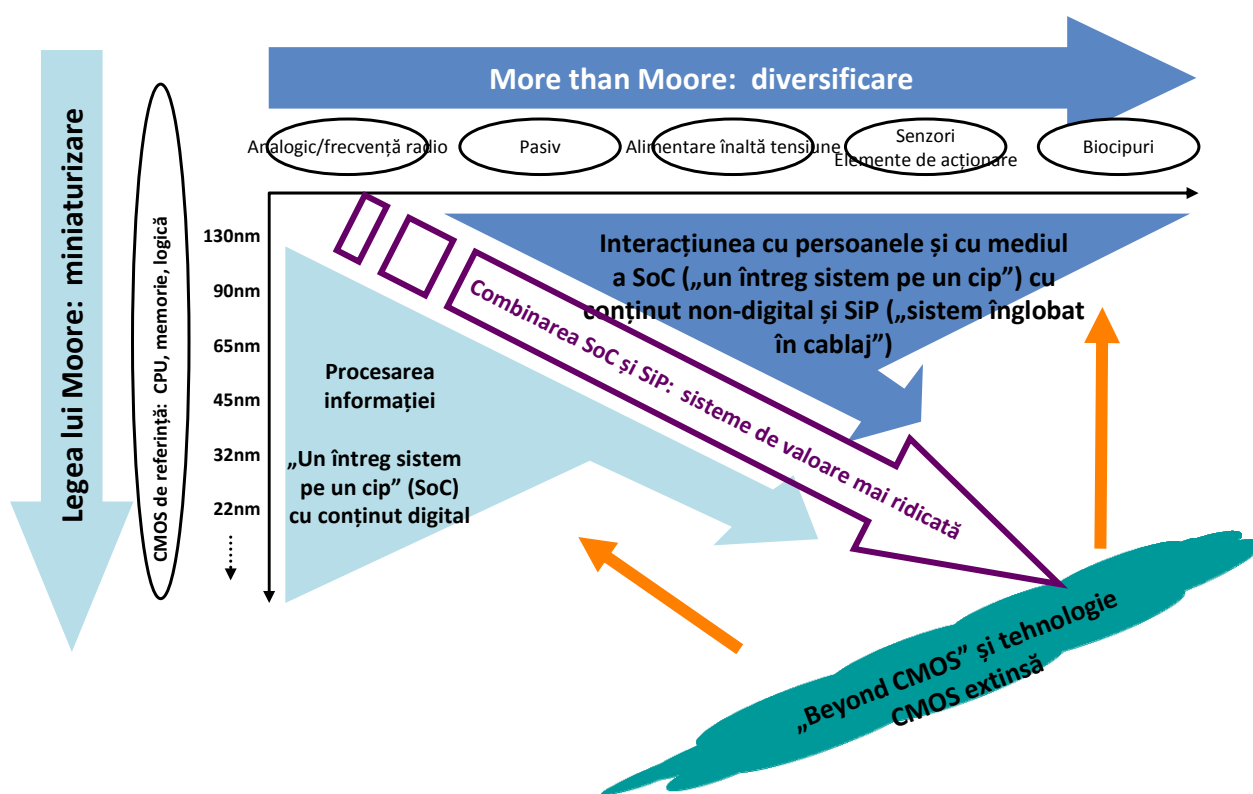 More than Moore:  diversificare
Legea lui Moore:  miniaturizare
CMOS de referință:  CPU, memorie, logică
Analogic/frecvență radio
Pasiv
Alimentare înaltă tensiune
Senzori
Elemente de acționare
Biocipuri
130nm
90nm
65nm
45nm
32nm
22nm
Interacțiunea cu persoanele și cu mediul
a SoC („un întreg sistem pe un cip”) cu
conținut non-digital și SiP („sistem înglobat
în cablaj”)
Combinarea SoC și SiP:  sisteme de valoare mai ridicată
Procesarea
informației
„Un întreg sistem
pe un cip” (SoC)
cu conținut digital
„Beyond CMOS” și tehnologie
CMOS extinsă